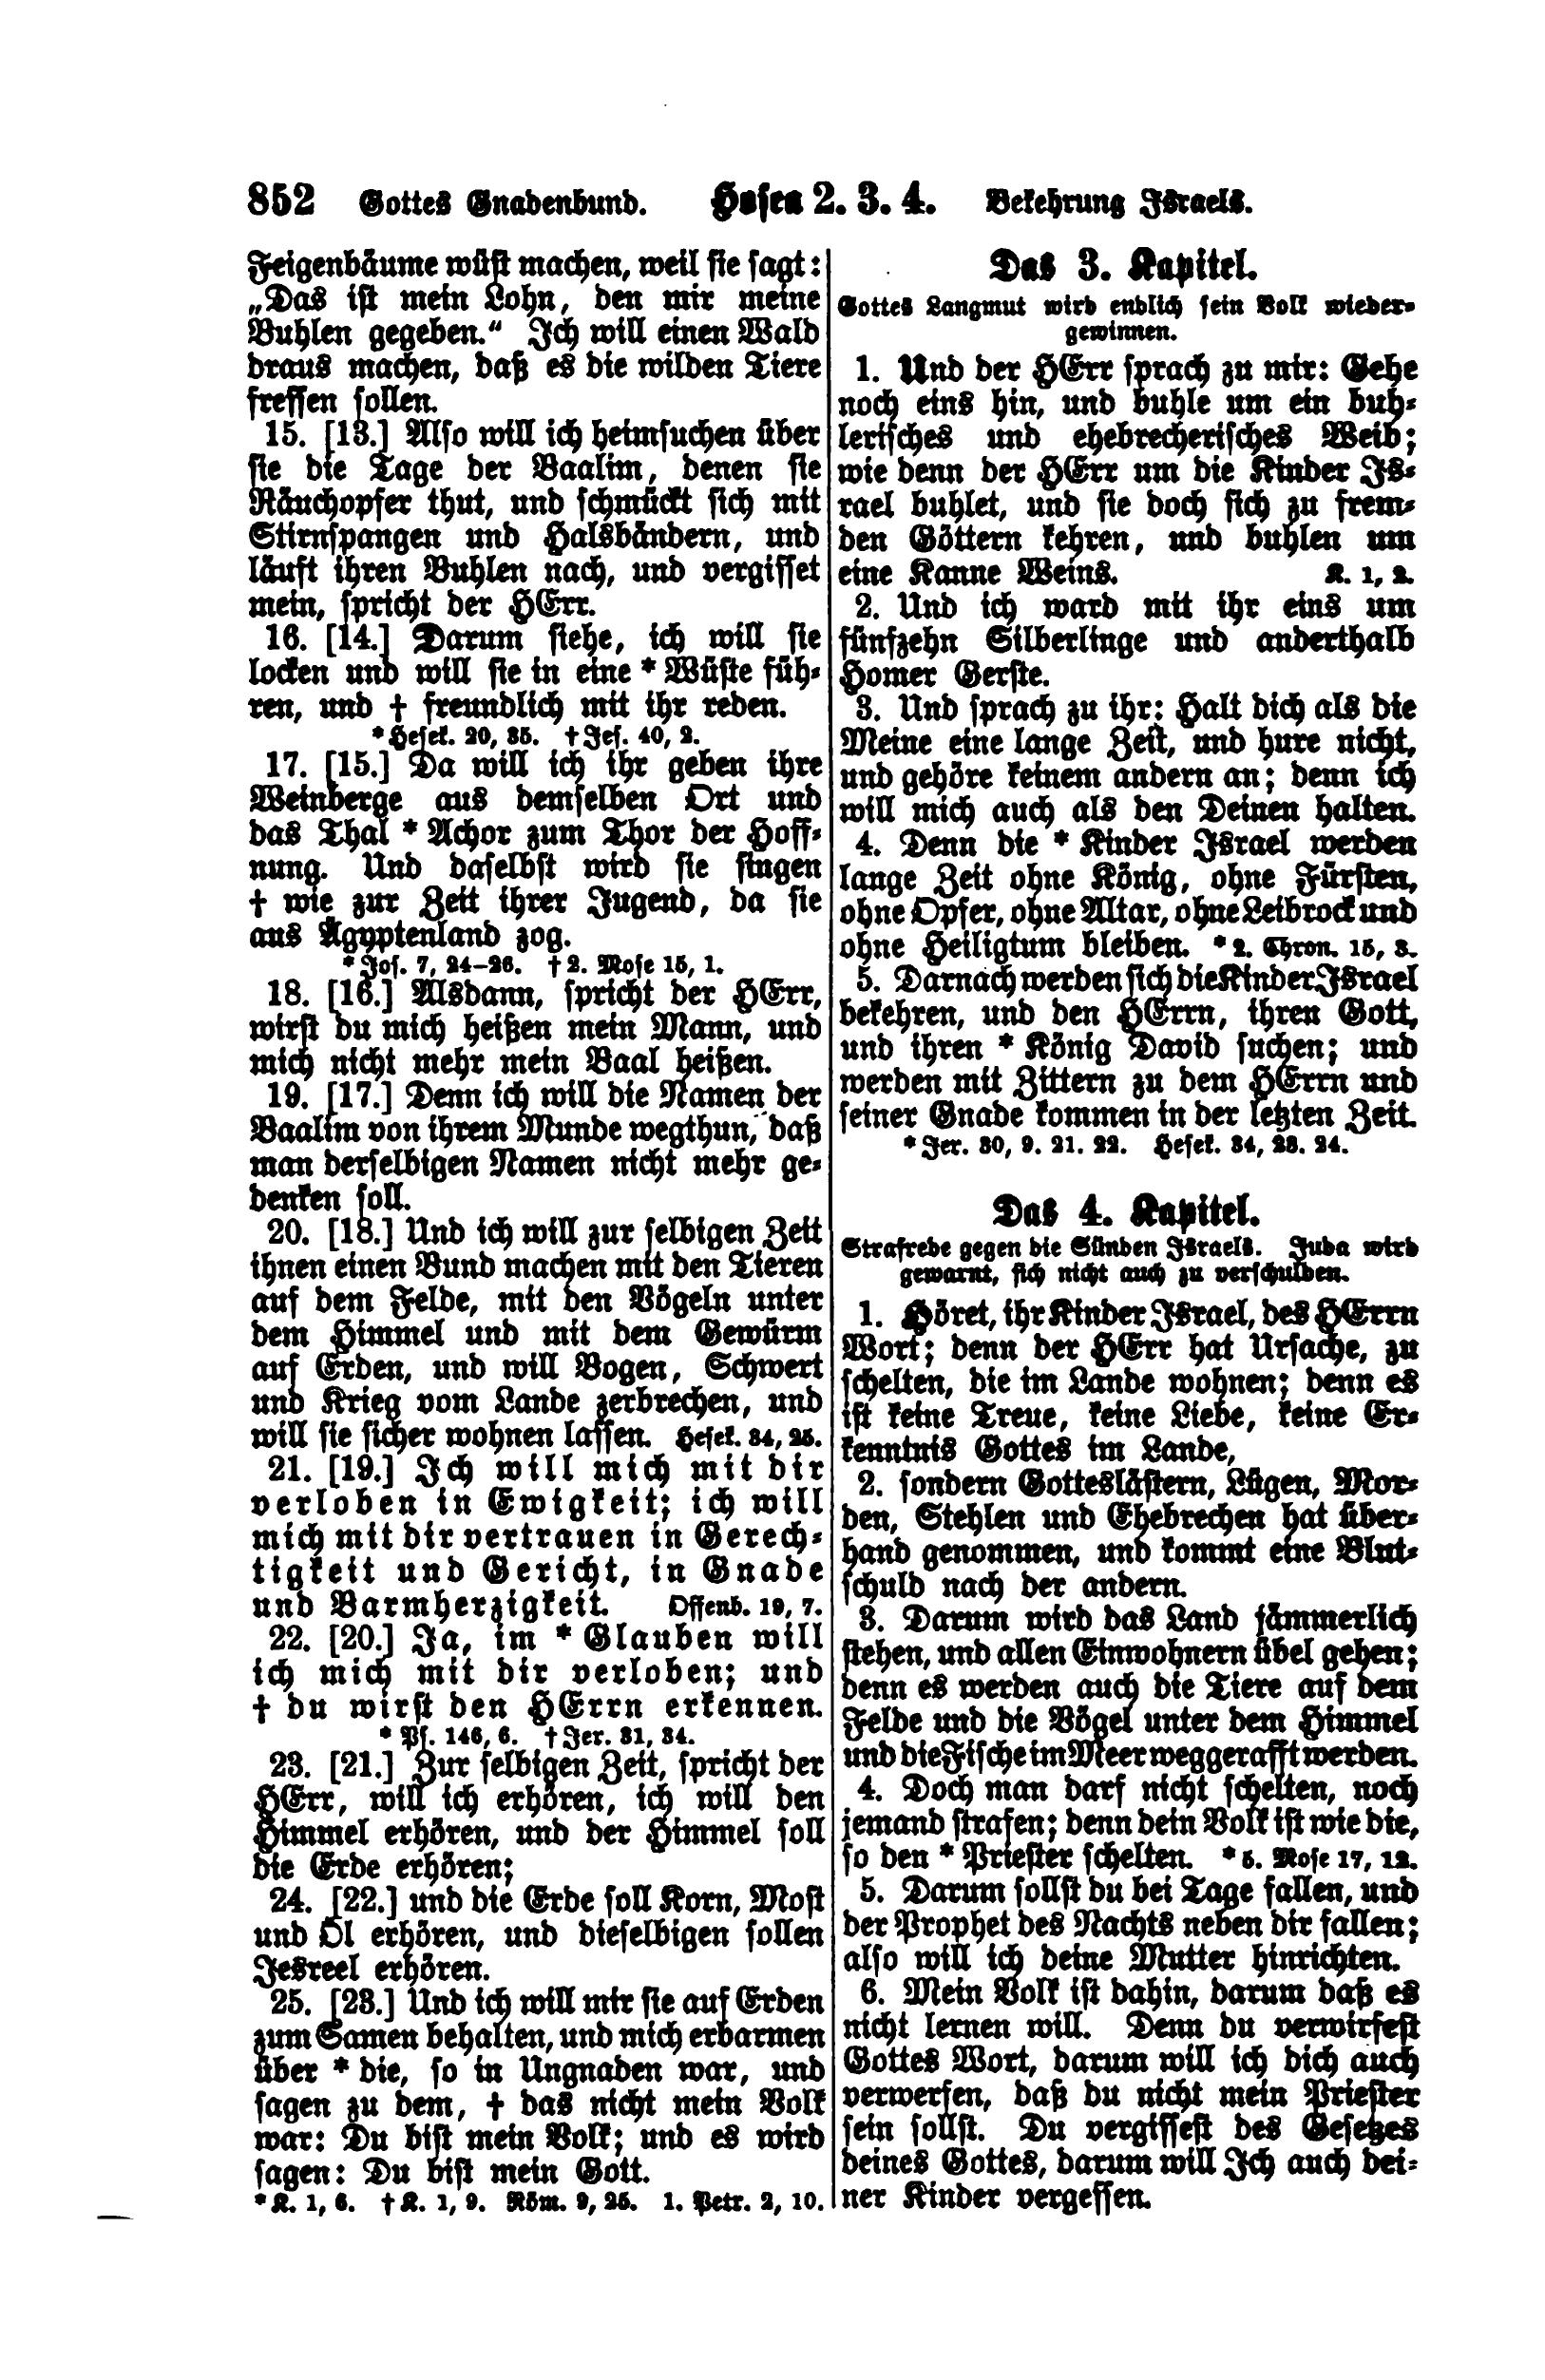 852 Gottes Gnadenbund. Hosea 2. 3. 4. Bekehrung Israels.
Feigenbäume wüst machen, weil sie sagt:
„Das ist mein Lohn, den mir meine
Buhlen gegeben.“ Ich will einen Wald
draus machen, daß es die wilden Tiere
fressen sollen.
15. [13.] Also will ich heimsuchen über
sie die Tage der Baalim, denen sie
Räuchopfer thut, und schmückt sich mit
Stirnspangen und Halsbändern, und
läuft ihren Buhlen nach, und vergisset
mein, spricht der HErr.
16. [14.] Darum siehe, ich will sie
locken und will sie in eine * Wüste füh-
ren, und † freundlich mit ihr reden.
* Hesek. 20, 35. † Jes. 40, 2.
17. [15.] Da will ich ihr geben ihre
Weinberge aus demselben Ort und
das Thal * Achor zum Thor der Hoff-
nung. Und daselbst wird sie singen
† wie zur Zeit ihrer Jugend, da sie
aus Ägyptenland zog.
* Jos. 7, 24–26. † 2. Mose 15, 1.
18. [16.] Alsdann, spricht der HErr,
wirst du mich heißen mein Mann, und
mich nicht mehr mein Baal heißen.
19. [17.] Denn ich will die Namen der
Baalim von ihrem Munde wegthun, daß
man derselbigen Namen nicht mehr ge-
denken soll.
20. [18.] Und ich will zur selbigen Zeit
ihnen einen Bund machen mit den Tieren
auf dem Felde, mit den Vögeln unter
dem Himmel und mit dem Gewürm
auf Erden, und will Bogen, Schwert
und Krieg vom Lande zerbrechen, und
will sie sicher wohnen lassen. Hesek. 34, 25.
21. [19.] Ich will mich mit dir
verloben in Ewigkeit; ich will
mich mit dir vertrauen in Gerech-
tigkeit und Gericht, in Gnade
und Barmherzigkeit. Offenb. 19, 7.
22. [20.] Ja, im * Glauben will
ich mich mit dir verloben; und
† du wirst den HErrn erkennen.
* Ps. 146, 6. † Jer. 31, 34.
23. [21.] Zur selbigen Zeit, spricht der
HErr, will ich erhören, ich will den
Himmel erhören, und der Himmel soll
die Erde erhören;
24. [22.] und die Erde soll Korn, Most
und Öl erhören, und dieselbigen sollen
Jesreel erhören.
25. [23.] Und ich will mir sie auf Erden
zum Samen behalten, und mich erbarmen
über * die, so in Ungnaden war, und
sagen zu dem, † das nicht mein Volk
war: Du bist mein Volk; und es wird
sagen: Du bist mein Gott.
* K. 1, 6. † K. 1, 9. Röm. 9, 25. 1. Petr. 2, 10.
Das 3. Kapitel.
Gottes Langmut wird endlich sein Volk wieder-
gewinnen.
1. Und der HErr sprach zu mir: Gehe
noch eins hin, und buhle um ein buh-
lerisches und ehebrecherisches Weib;
wie denn der HErr um die Kinder Is-
rael buhlet, und sie doch sich zu frem-
den Göttern kehren, und buhlen um
eine Kanne Weins. K. 1, 2.
2. Und ich ward mit ihr eins um
fünfzehn Silberlinge und anderthalb
Homer Gerste.
3. Und sprach zu ihr: Halt dich als die
Meine eine lange Zeit, und hure nicht,
und gehöre keinem andern an; denn ich
will mich auch als den Deinen halten.
4. Denn die * Kinder Israel werden
lange Zeit ohne König, ohne Fürsten,
ohne Opfer, ohne Altar, ohne Leibrock und
ohne Heiligtum bleiben. * 2. Chron. 15, 3.
5. Darnach werden sich die Kinder Israel
bekehren, und den HErrn, ihren Gott,
und ihren * König David suchen; und
werden mit Zittern zu dem HErrn und
seiner Gnade kommen in der letzten Zeit.
* Jer. 30, 9. 21. 22. Hesek. 34, 23. 24.
Das 4. Kapitel.
Strafrede gegen die Sünden Israels. Juda wird
gewarnt, sich nicht auch zu verschulden.
1. Höret, ihr Kinder Israel, des HErrn
Wort; denn der HErr hat Ursache, zu
schelten, die im Lande wohnen; denn es
ist keine Treue, keine Liebe, keine Er-
kenntnis Gottes im Lande,
2. sondern Gotteslästern, Lügen, Mor-
den, Stehlen und Ehebrechen hat über-
hand genommen, und kommt eine Blut-
schuld nach der andern.
3. Darum wird das Land jämmerlich
stehen, und allen Einwohnern übel gehen;
denn es werden auch die Tiere auf dem
Felde und die Vögel unter dem Himmel
und die Fische im Meer weggerafft werden.
4. Doch man darf nicht schelten, noch
jemand strafen; denn dein Volk ist wie die,
so den * Priester schelten. * 5. Mose 17, 12.
5. Darum sollst du bei Tage fallen, und
der Prophet des Nachts neben dir fallen;
also will ich deine Mutter hinrichten.
6. Mein Volk ist dahin, darum daß es
nicht lernen will. Denn du verwirfest
Gottes Wort, darum will ich dich auch
verwerfen, daß du nicht mein Priester
sein sollst. Du vergissest des Gesetzes
deines Gottes, darum will Ich auch dei-
ner Kinder vergessen.